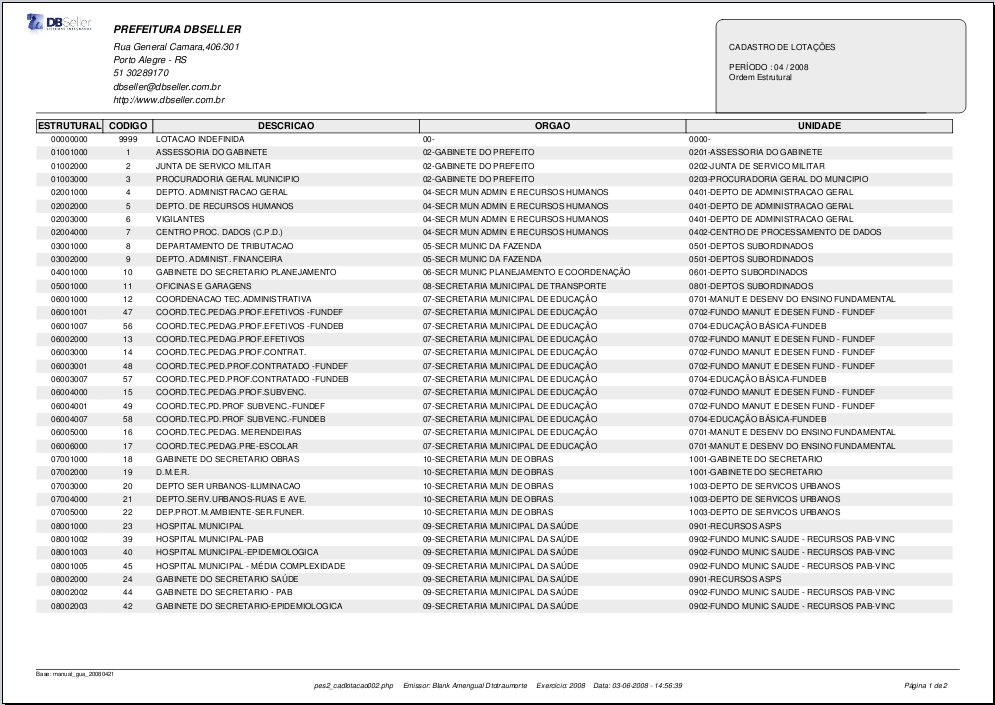 DBSeller
SISTEMAS INTEGRADOS
PREFEITURA DBSELLER
Rua General Camara,406/301
Porto Alegre - RS
51 30289170
dbseller@dbseller.com.br
http://www.dbseller.com.br
CADASTRO DE LOTAÇÕES
PERÍODO : 04 / 2008
Ordem Estrutural
ESTRUTURAL CODIGO DESCRICAO ORGAO UNIDADE
00000000 9999 LOTACAO INDEFINIDA 00- 0000-
01001000 1 ASSESSORIA DO GABINETE 02-GABINETE DO PREFEITO 0201-ASSESSORIA DO GABINETE
01002000 2 JUNTA DE SERVICO MILITAR 02-GABINETE DO PREFEITO 0202-JUNTA DE SERVICO MILITAR
01003000 3 PROCURADORIA GERAL MUNICIPIO 02-GABINETE DO PREFEITO 0203-PROCURADORIA GERAL DO MUNICIPIO
02001000 4 DEPTO. ADMINISTRACAO GERAL 04-SECR MUN ADMIN E RECURSOS HUMANOS 0401-DEPTO DE ADMINISTRACAO GERAL
02002000 5 DEPTO. DE RECURSOS HUMANOS 04-SECR MUN ADMIN E RECURSOS HUMANOS 0401-DEPTO DE ADMINISTRACAO GERAL
02003000 6 VIGILANTES 04-SECR MUN ADMIN E RECURSOS HUMANOS 0401-DEPTO DE ADMINISTRACAO GERAL
02004000 7 CENTRO PROC. DADOS (C.P.D.) 04-SECR MUN ADMIN E RECURSOS HUMANOS 0402-CENTRO DE PROCESSAMENTO DE DADOS
03001000 8 DEPARTAMENTO DE TRIBUTACAO 05-SECR MUNIC DA FAZENDA 0501-DEPTOS SUBORDINADOS
03002000 9 DEPTO. ADMINIST. FINANCEIRA 05-SECR MUNIC DA FAZENDA 0501-DEPTOS SUBORDINADOS
04001000 10 GABINETE DO SECRETARIO PLANEJAMENTO 06-SECR MUNIC PLANEJAMENTO E COORDENAÇÃO 0601-DEPTO SUBORDINADOS
05001000 11 OFICINAS E GARAGENS 08-SECRETARIA MUNICIPAL DE TRANSPORTE 0801-DEPTOS SUBORDINADOS
06001000 12 COORDENACAO TEC.ADMINISTRATIVA 07-SECRETARIA MUNICIPAL DE EDUCAÇÃO 0701-MANUT E DESENV DO ENSINO FUNDAMENTAL
06001001 47 COORD.TEC.PEDAG.PROF.EFETIVOS -FUNDEF 07-SECRETARIA MUNICIPAL DE EDUCAÇÃO 0702-FUNDO MANUT E DESEN FUND - FUNDEF
06001007 56 COORD.TEC.PEDAG.PROF.EFETIVOS -FUNDEB 07-SECRETARIA MUNICIPAL DE EDUCAÇÃO 0704-EDUCAÇÃO BÁSICA-FUNDEB
06002000 13 COORD.TEC.PEDAG.PROF.EFETIVOS 07-SECRETARIA MUNICIPAL DE EDUCAÇÃO 0702-FUNDO MANUT E DESEN FUND - FUNDEF
06003000 14 COORD.TEC.PEDAG.PROF.CONTRAT. 07-SECRETARIA MUNICIPAL DE EDUCAÇÃO 0702-FUNDO MANUT E DESEN FUND - FUNDEF
06003001 48 COORD.TEC.PED.PROF.CONTRATADO -FUNDEF 07-SECRETARIA MUNICIPAL DE EDUCAÇÃO 0702-FUNDO MANUT E DESEN FUND - FUNDEF
06003007 57 COORD.TEC.PED.PROF.CONTRATADO -FUNDEB 07-SECRETARIA MUNICIPAL DE EDUCAÇÃO 0704-EDUCAÇÃO BÁSICA-FUNDEB
06004000 15 COORD.TEC.PEDAG.PROF.SUBVENC. 07-SECRETARIA MUNICIPAL DE EDUCAÇÃO 0702-FUNDO MANUT E DESEN FUND - FUNDEF
06004001 49 COORD.TEC.PD.PROF SUBVENC.-FUNDEF 07-SECRETARIA MUNICIPAL DE EDUCAÇÃO 0702-FUNDO MANUT E DESEN FUND - FUNDEF
06004007 58 COORD.TEC.PD.PROF SUBVENC.-FUNDEB 07-SECRETARIA MUNICIPAL DE EDUCAÇÃO 0704-EDUCAÇÃO BÁSICA-FUNDEB
06005000 16 COORD.TEC.PEDAG. MERENDEIRAS 07-SECRETARIA MUNICIPAL DE EDUCAÇÃO 0701-MANUT E DESENV DO ENSINO FUNDAMENTAL
06006000 17 COORD.TEC.PEDAG.PRE-ESCOLAR 07-SECRETARIA MUNICIPAL DE EDUCAÇÃO 0701-MANUT E DESENV DO ENSINO FUNDAMENTAL
07001000 18 GABINETE DO SECRETARIO OBRAS 10-SECRETARIA MUN DE OBRAS 1001-GABINETE DO SECRETARIO
07002000 19 D.M.E.R. 10-SECRETARIA MUN DE OBRAS 1001-GABINETE DO SECRETARIO
07003000 20 DEPTO SER URBANOS-ILUMINACAO 10-SECRETARIA MUN DE OBRAS 1003-DEPTO DE SERVICOS URBANOS
07004000 21 DEPTO.SERV.URBANOS-RUAS E AVE. 10-SECRETARIA MUN DE OBRAS 1003-DEPTO DE SERVICOS URBANOS
07005000 22 DEP.PROT.M.AMBIENTE-SER.FUNER. 10-SECRETARIA MUN DE OBRAS 1003-DEPTO DE SERVICOS URBANOS
08001000 23 HOSPITAL MUNICIPAL 09-SECRETARIA MUNICIPAL DA SAÚDE 0901-RECURSOS ASPS
08001002 39 HOSPITAL MUNICIPAL-PAB 09-SECRETARIA MUNICIPAL DA SAÚDE 0902-FUNDO MUNIC SAUDE - RECURSOS PAB-VINC
08001003 40 HOSPITAL MUNICIPAL-EPIDEMIOLOGICA 09-SECRETARIA MUNICIPAL DA SAÚDE 0902-FUNDO MUNIC SAUDE - RECURSOS PAB-VINC
08001005 45 HOSPITAL MUNICIPAL - MÉDIA COMPLEXIDADE 09-SECRETARIA MUNICIPAL DA SAÚDE 0902-FUNDO MUNIC SAUDE - RECURSOS PAB-VINC
08002000 24 GABINETE DO SECRETARIO SAÚDE 09-SECRETARIA MUNICIPAL DA SAÚDE 0901-RECURSOS ASPS
08002002 44 GABINETE DO SECRETARIO - PAB 09-SECRETARIA MUNICIPAL DA SAÚDE 0902-FUNDO MUNIC SAUDE - RECURSOS PAB-VINC
08002003 42 GABINETE DO SECRETARIO-EPIDEMIOLOGICA 09-SECRETARIA MUNICIPAL DA SAÚDE 0902-FUNDO MUNIC SAUDE - RECURSOS PAB-VINC
Base: manual_gua_20080421
pes2_cadlotacao002.php Emissor: Blank Amengual Dtotraumorte Exercício: 2008 Data: 03-06-2008 - 14:56:39 Página 1 de 2